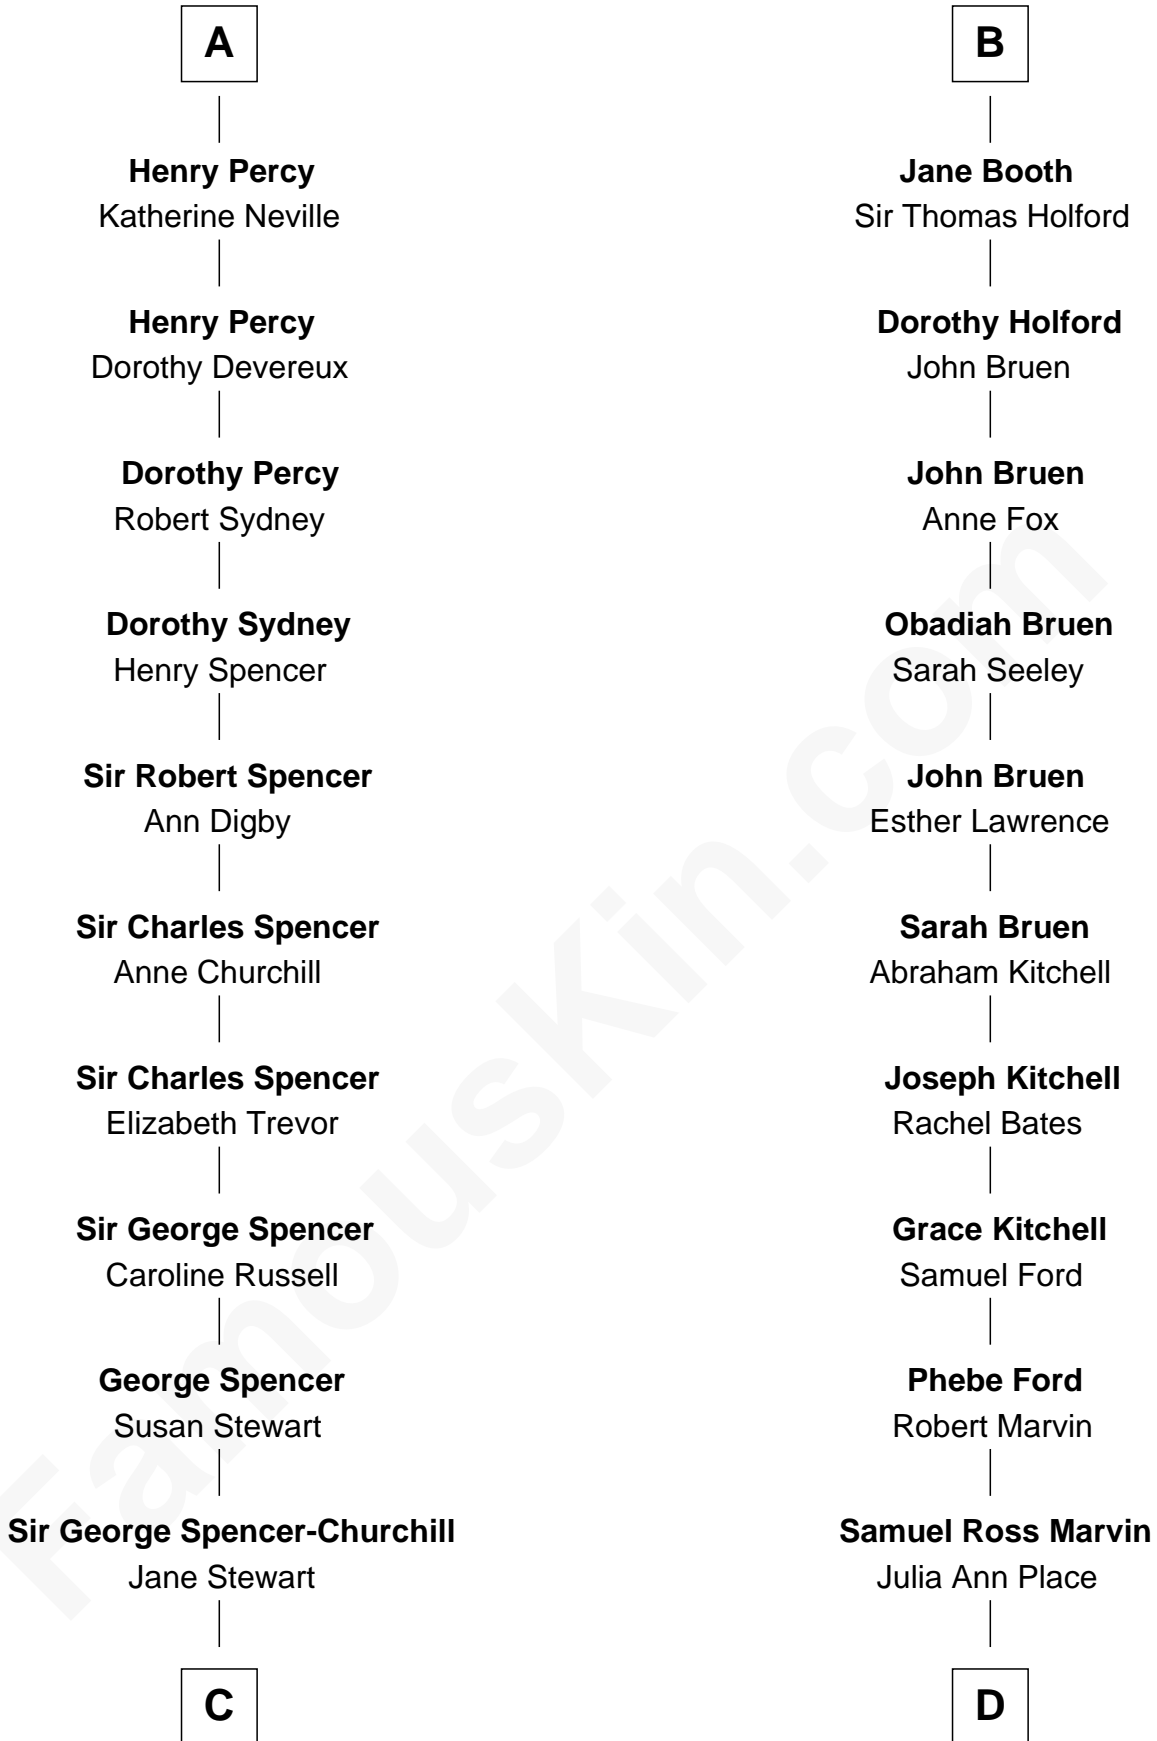 A
Henry Percy
Katherine Neville
Henry Percy
Dorothy Devereux
Dorothy Percy
Robert Sydney
Dorothy Sydney
Henry Spencer
Sir Robert Spencer
Ann Digby
Sir Charles Spencer
Anne Churchill
Sir Charles Spencer
Elizabeth Trevor
Sir George Spencer
Caroline Russell
George Spencer
Susan Stewart
Sir George Spencer-Churchill
Jane Stewart
C
B
Jane Booth
Sir Thomas Holford
Dorothy Holford
John Bruen
John Bruen
Anne Fox
Obadiah Bruen
Sarah Seeley
John Bruen
Esther Lawrence
Sarah Bruen
Abraham Kitchell
Joseph Kitchell
Rachel Bates
Grace Kitchell
Samuel Ford
Phebe Ford
Robert Marvin
Samuel Ross Marvin
Julia Ann Place
D
FamousKin.com